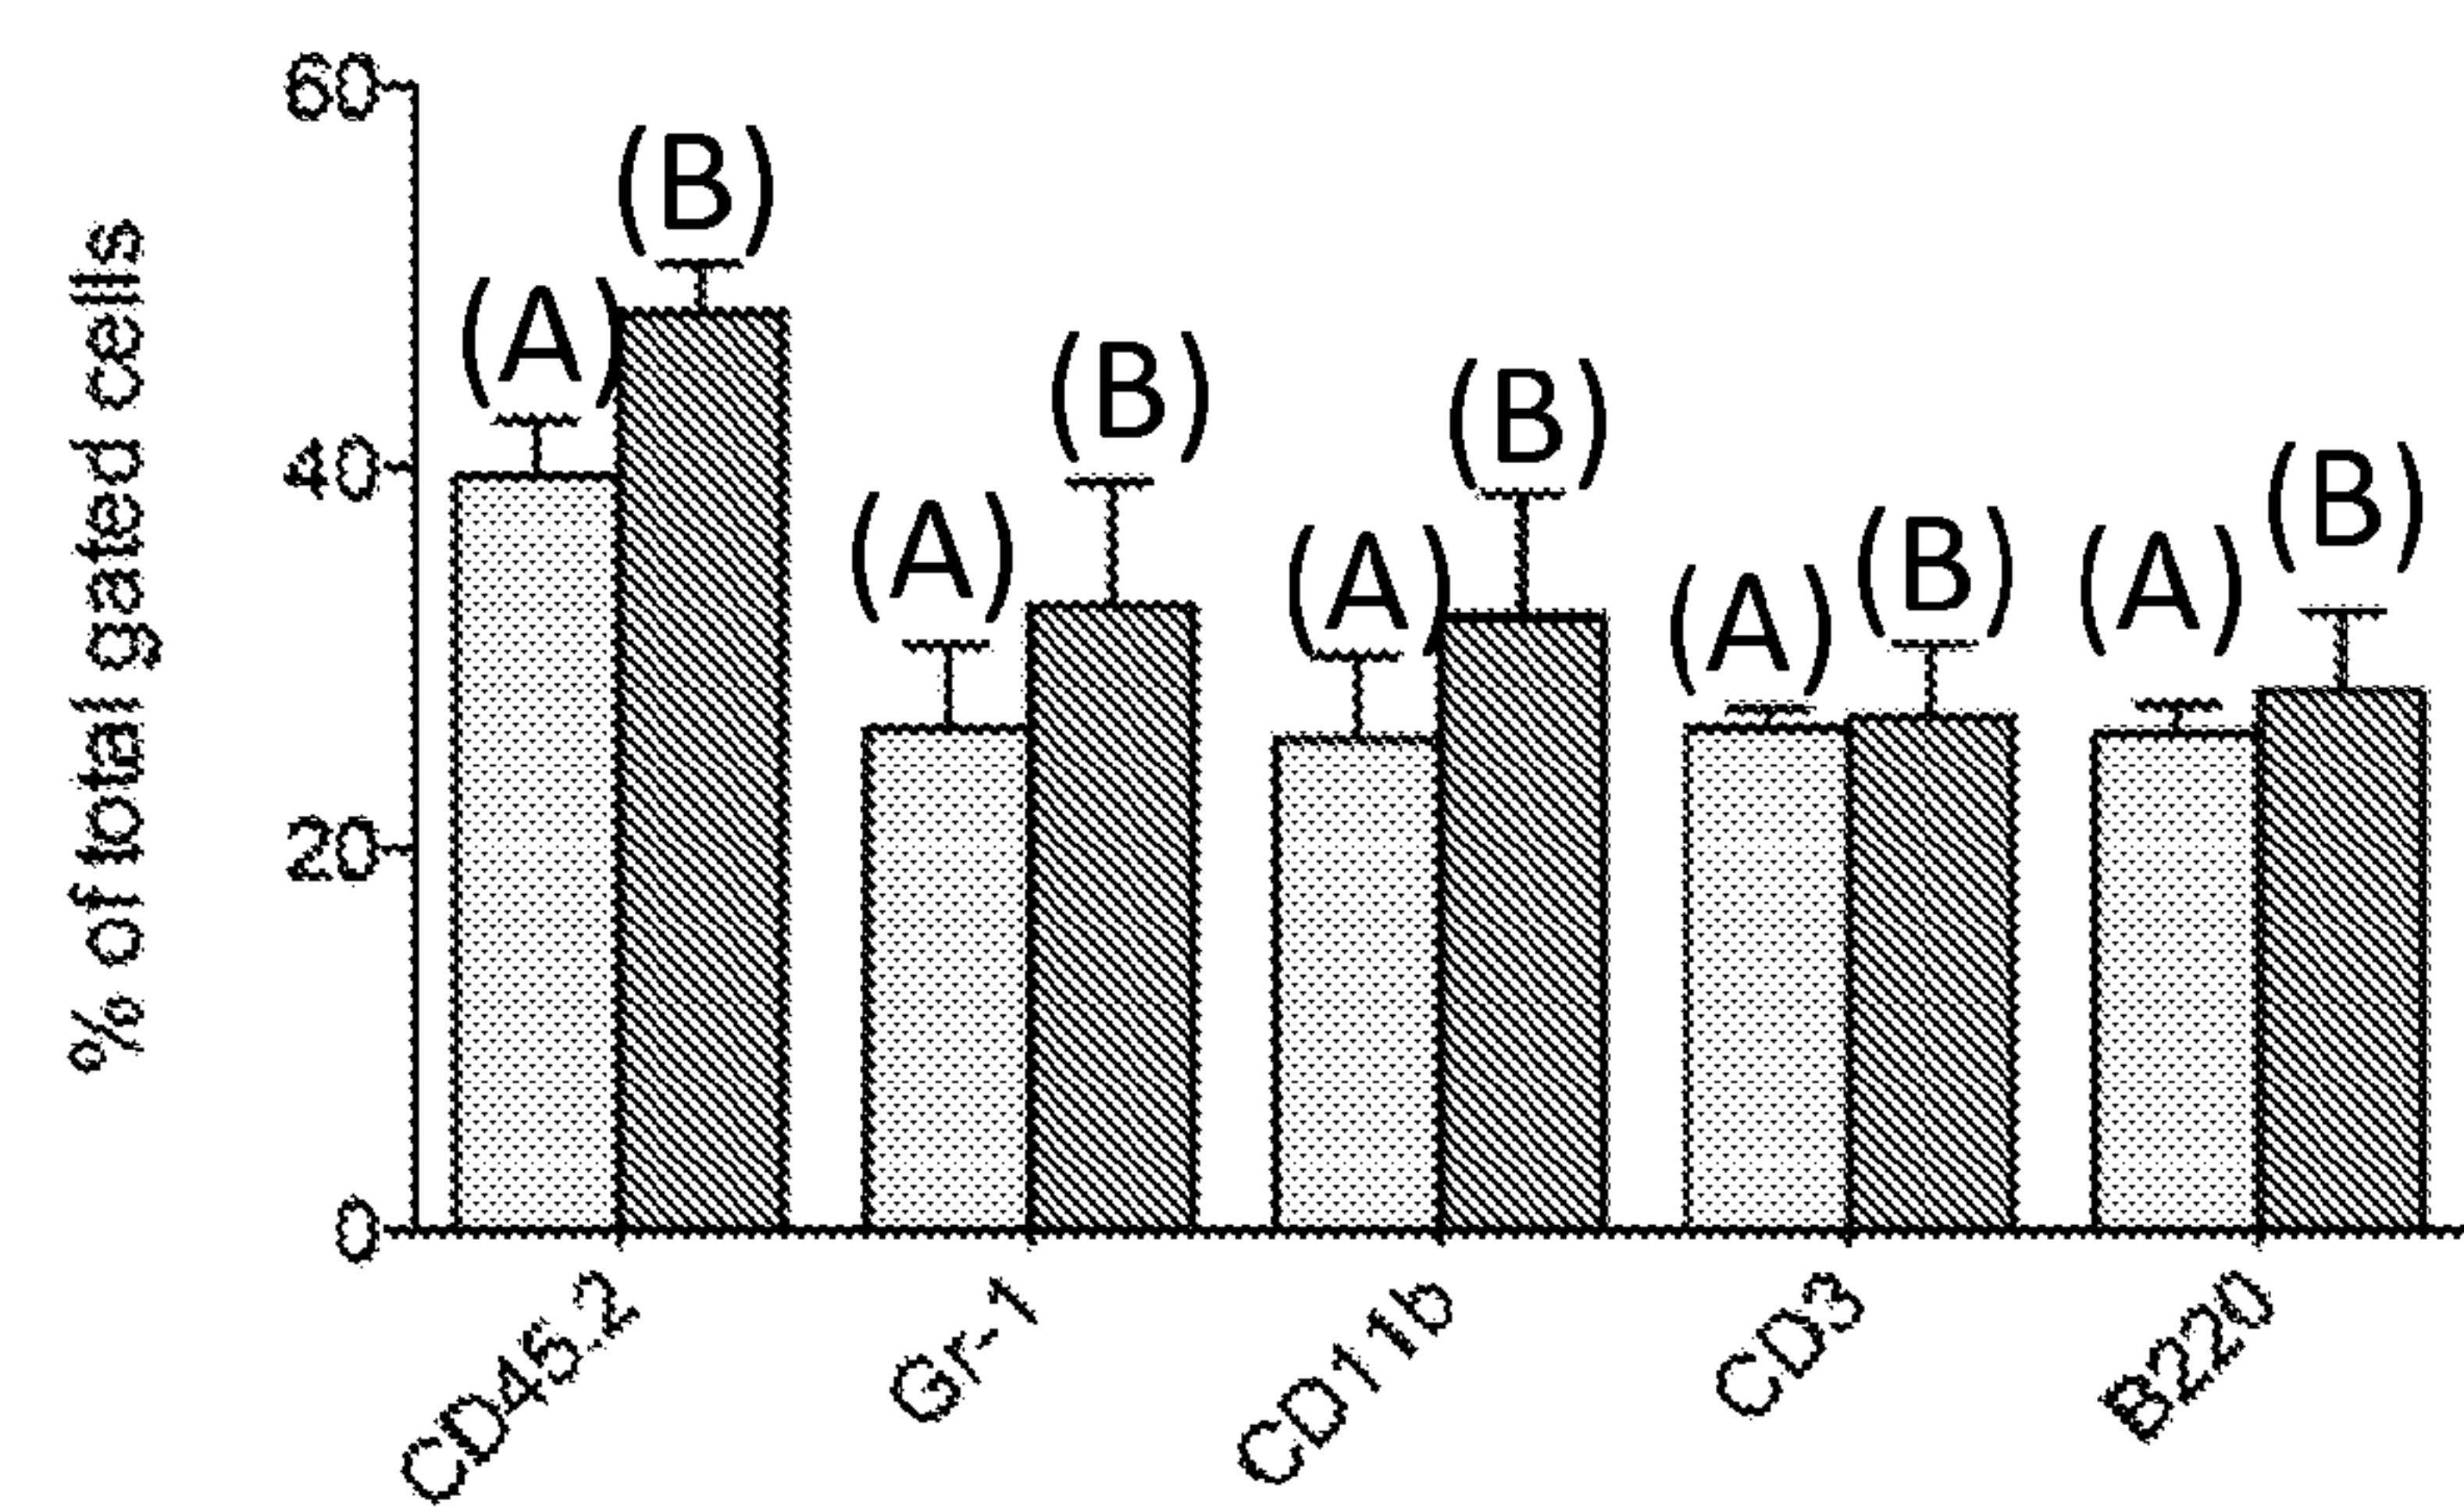 % of total gated cells
60
40
20
0
(A)
(B)
(A)
(B)
(A)
(B)
(A)
(B)
(A)
(B)
CD45.2
Gr-1
CD11b
CD3
B220